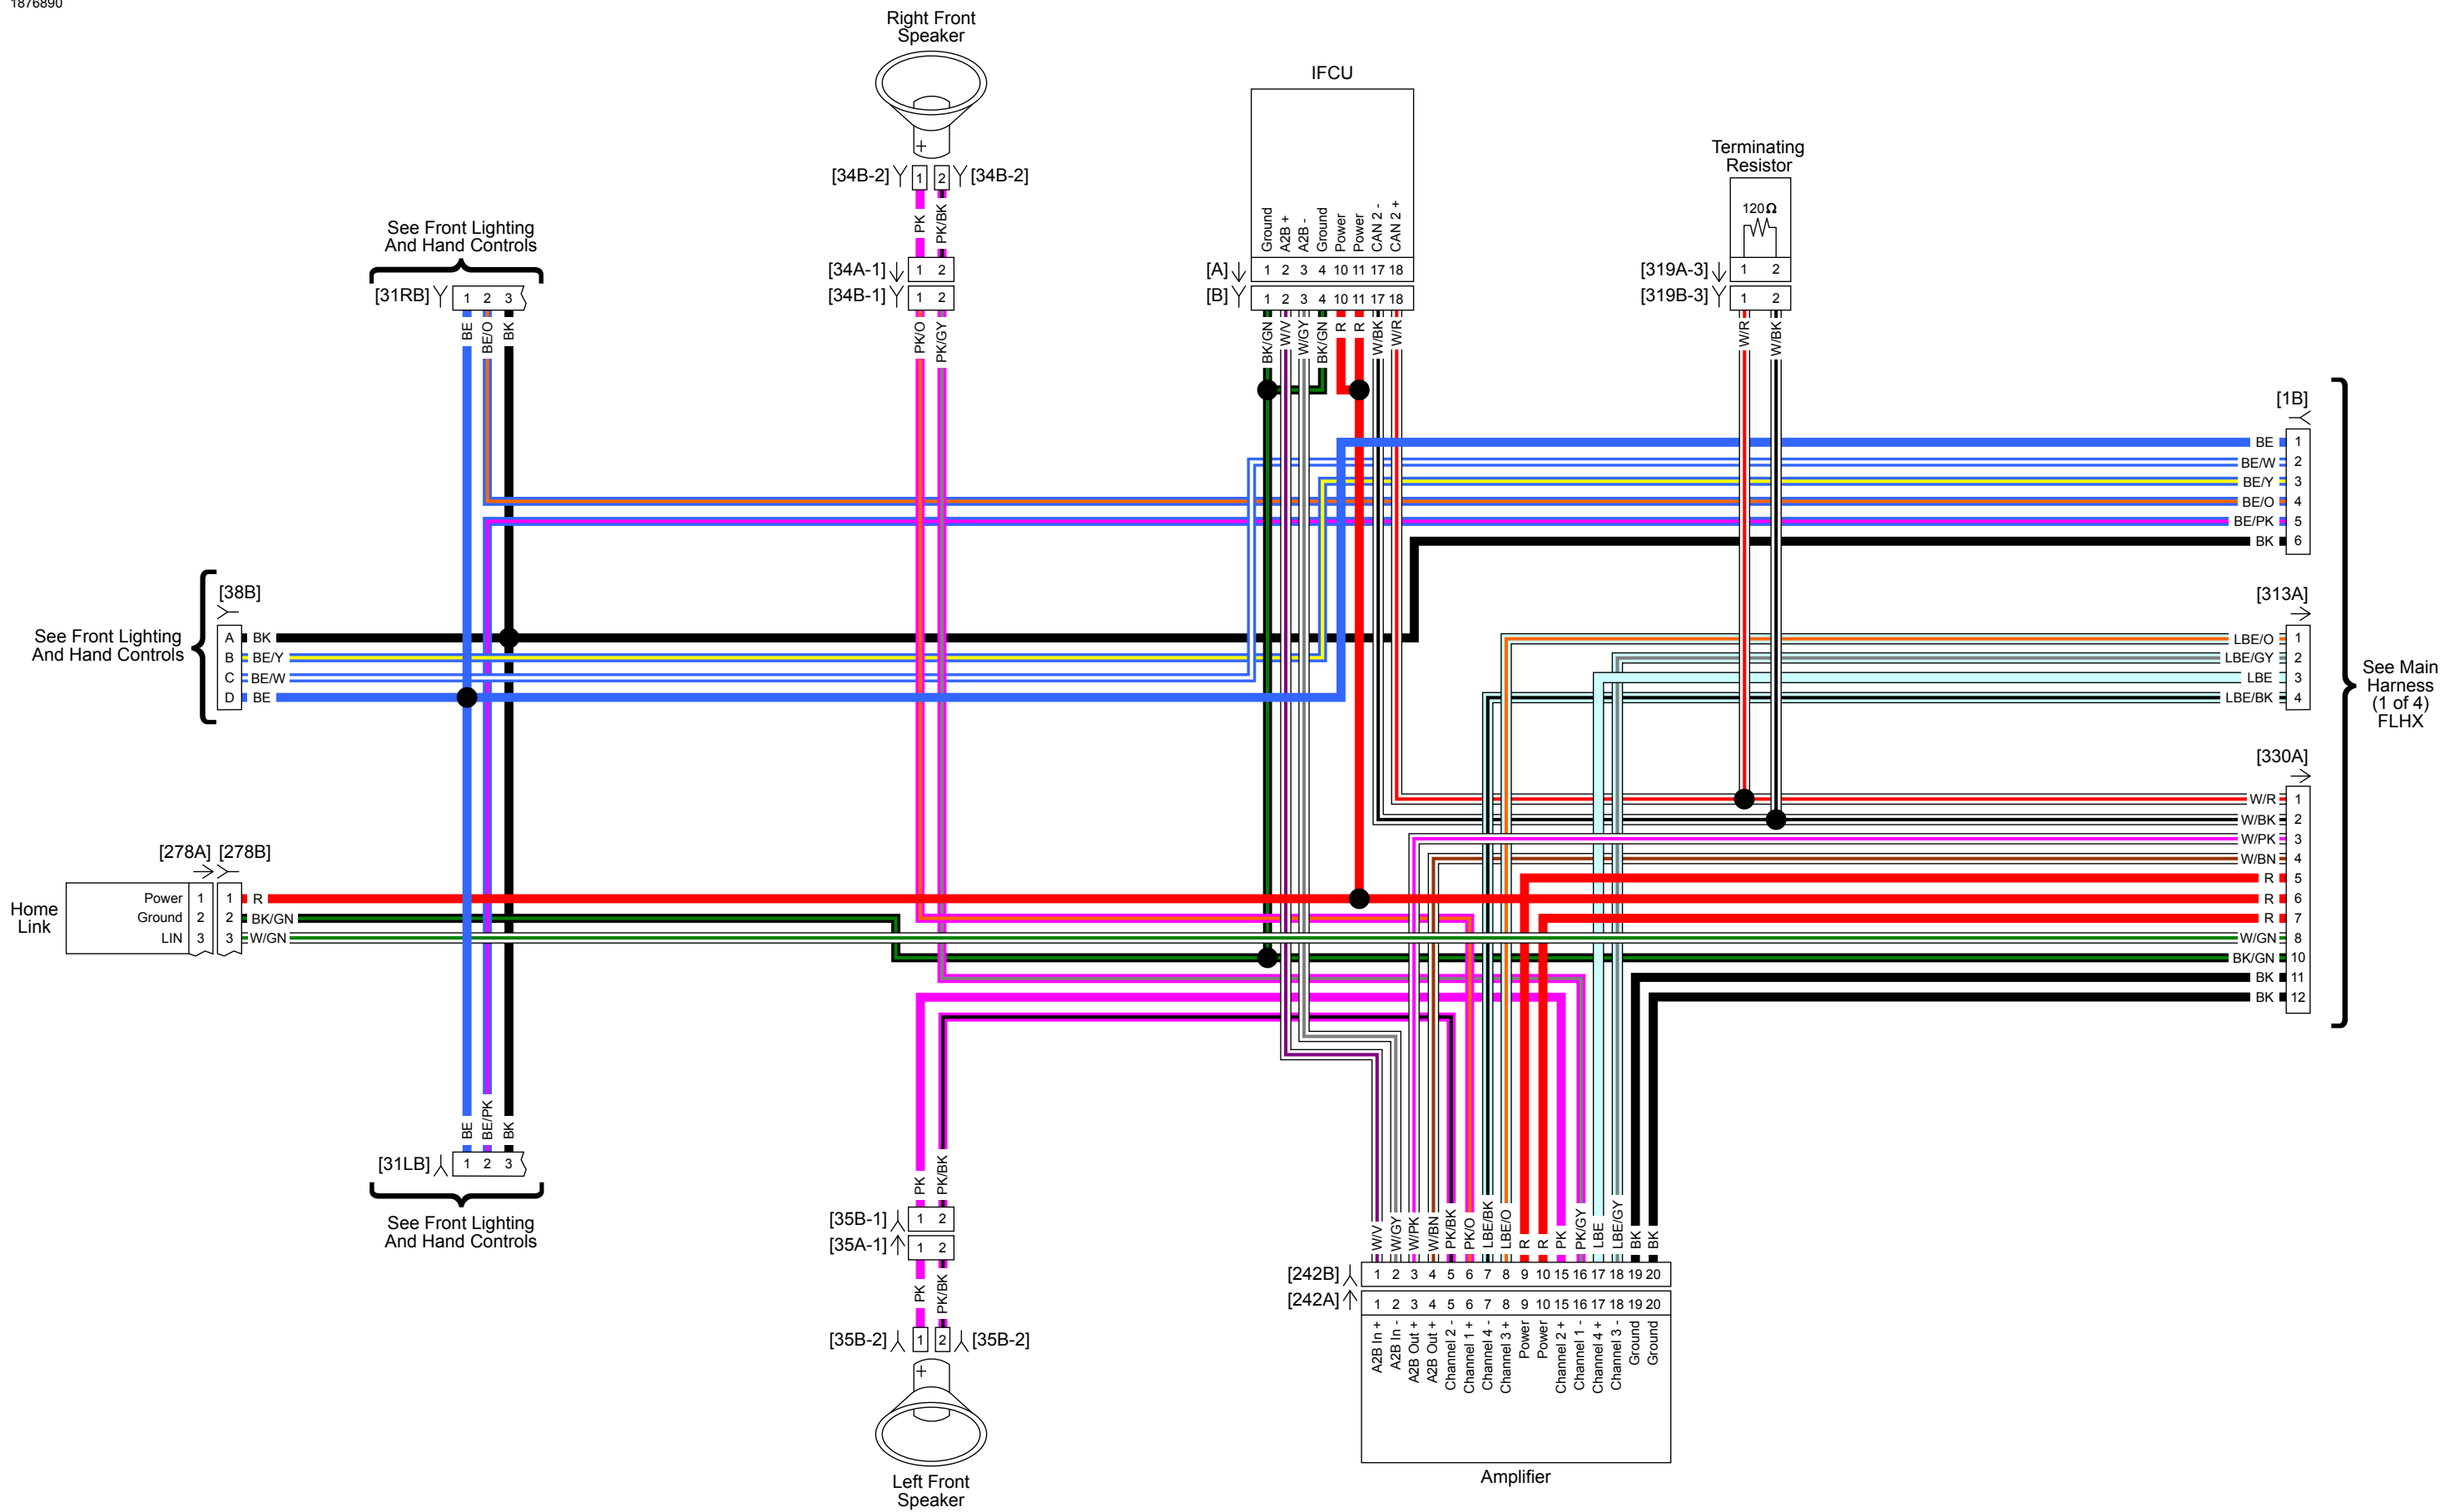 1876890
Right Front
Speaker
[34B-2] 1 2 [34B-2]
PK PK/BK
[34A-1] 1 2
[34B-1] 1 2
PK/O PK/GY
IFCU
Ground A2B + A2B - Ground Power Power CAN 2 - CAN 2 +
[A] 1 2 3 4 10 11 17 18
[B] 1 2 3 4 10 11 17 18
BK/GN W/V W/GY BK/GN R R W/BK W/R
Terminating
Resistor
120Ω
[319A-3] 1 2
[319B-3] 1 2
W/R W/BK
See Front Lighting
And Hand Controls
[31RB] 1 2 3
BE BE/O BK
[1B]
BE 1
BE/W 2
BE/Y 3
BE/O 4
BE/PK 5
BK 6
[38B]
See Front Lighting
And Hand Controls
A BK
B BE/Y
C BE/W
D BE
[313A]
LBE/O 1
LBE/GY 2
LBE 3
LBE/BK 4
See Main
Harness
(1 of 4)
FLHX
[330A]
W/R 1
W/BK 2
W/PK 3
W/BN 4
R 5
R 6
R 7
W/GN 8
BK/GN 10
BK 11
BK 12
[278A] [278B]
Home
Link
Power 1 1 R
Ground 2 2 BK/GN
LIN 3 3 W/GN
BE BE/PK BK
[31LB] 1 2 3
See Front Lighting
And Hand Controls
PK PK/BK
[35B-1] 1 2
[35A-1] 1 2
PK PK/BK
[35B-2] 1 2 [35B-2]
Left Front
Speaker
W/V W/GY W/PK W/BN PK/BK PK/O LBE/BK LBE/O R R PK PK/GY LBE LBE/GY BK BK
[242B] 1 2 3 4 5 6 7 8 9 10 15 16 17 18 19 20
[242A] 1 2 3 4 5 6 7 8 9 10 15 16 17 18 19 20
A2B In + A2B In - A2B Out + A2B Out + Channel 2 - Channel 1 + Channel 4 - Channel 3 + Power Power Channel 2 + Channel 1 - Channel 4 + Channel 3 - Ground Ground
Amplifier